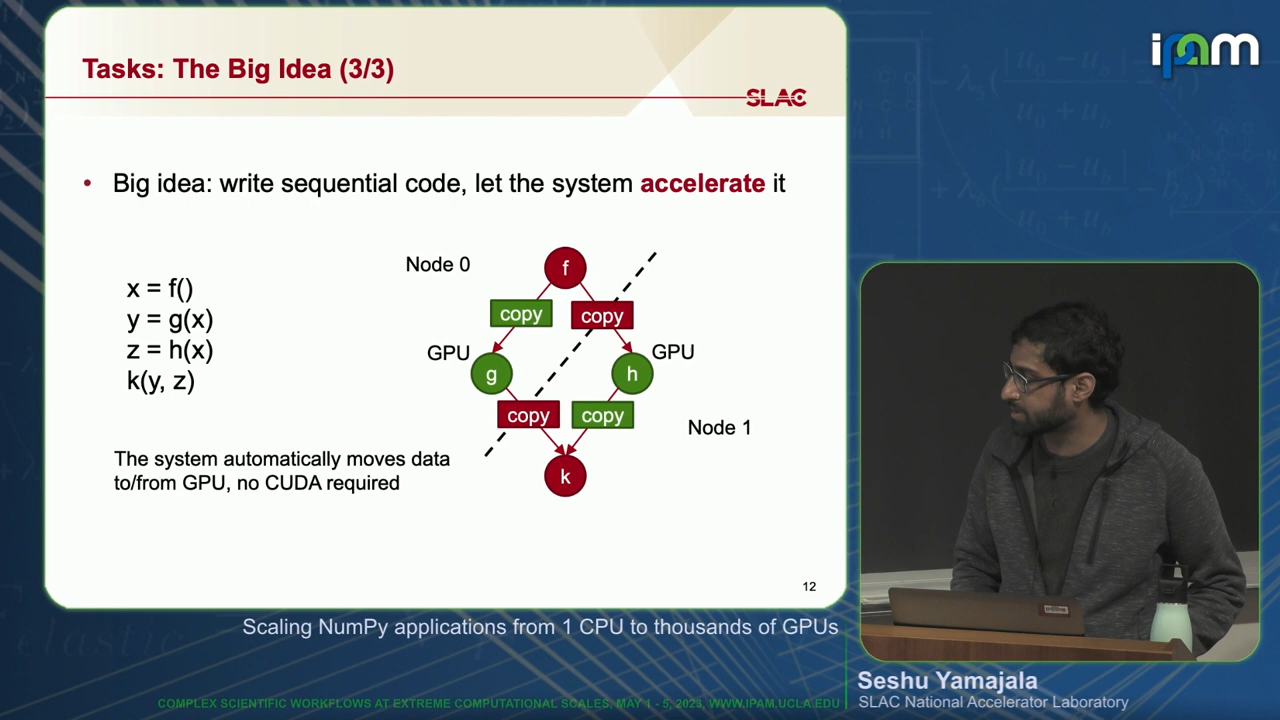 Tasks: The Big Idea (3/3)
SLAC
• Big idea: write sequential code, let the system accelerate it
x = f()
y = g(x)
z = h(x)
k(y, z)
Node 0
f
copy
copy
GPU
g
h
GPU
copy
copy
Node 1
k
The system automatically moves data
to/from GPU, no CUDA required
12
ipam
Scaling NumPy applications from 1 CPU to thousands of GPUs
Seshu Yamajala
SLAC National Accelerator Laboratory
COMPLEX SCIENTIFIC WORKFLOWS AT EXTREME COMPUTATIONAL SCALES, MAY 1 - 5, 2023, WWW.IPAM.UCLA.EDU